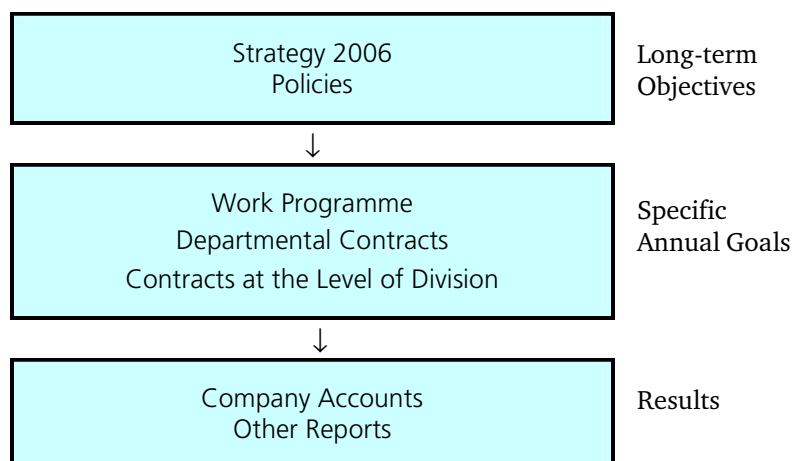 Strategy 2006
Policies
Long-term
Objectives
↓
Work Programme
Departmental Contracts
Contracts at the Level of Division
Specific
Annual Goals
↓
Company Accounts
Other Reports
Results